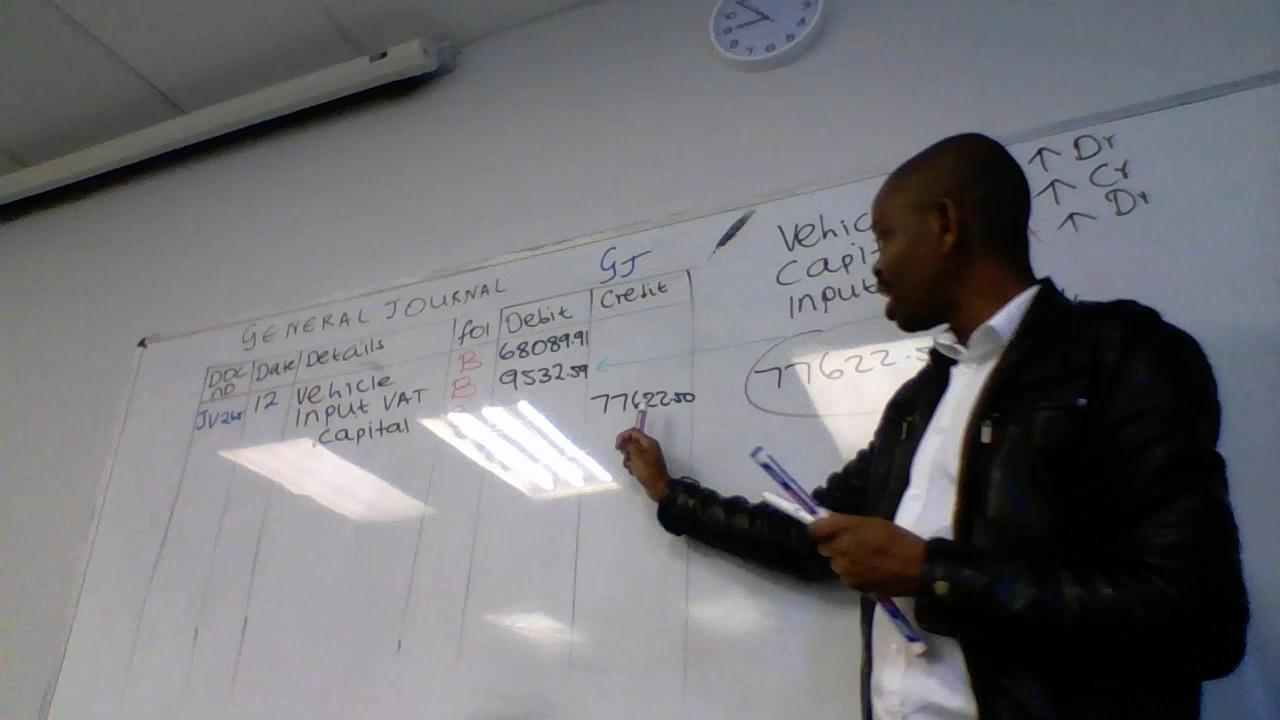 GJ
GENERAL JOURNAL
DOC NO Date Details fol Debit Credit
JV245 12 Vehicle B 68089.91
Input VAT B 9532.59
Capital 77622.50
Vehic
Capit
Input
↑ Dr
↑ Cr
↑ Dr
77622.5